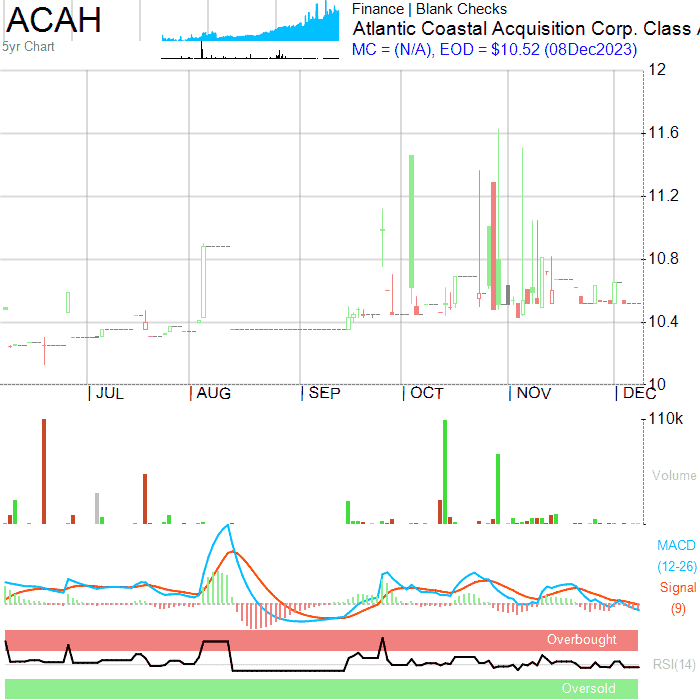 ACAH
5yr Chart
Finance | Blank Checks
Atlantic Coastal Acquisition Corp. Class A
MC = (N/A), EOD = $10.52 (08Dec2023)
12
11.6
11.2
10.8
10.4
10
JUL
AUG
SEP
OCT
NOV
DEC
110k
Volume
MACD
(12-26)
Signal
(9)
Overbought
RSI(14)
Oversold